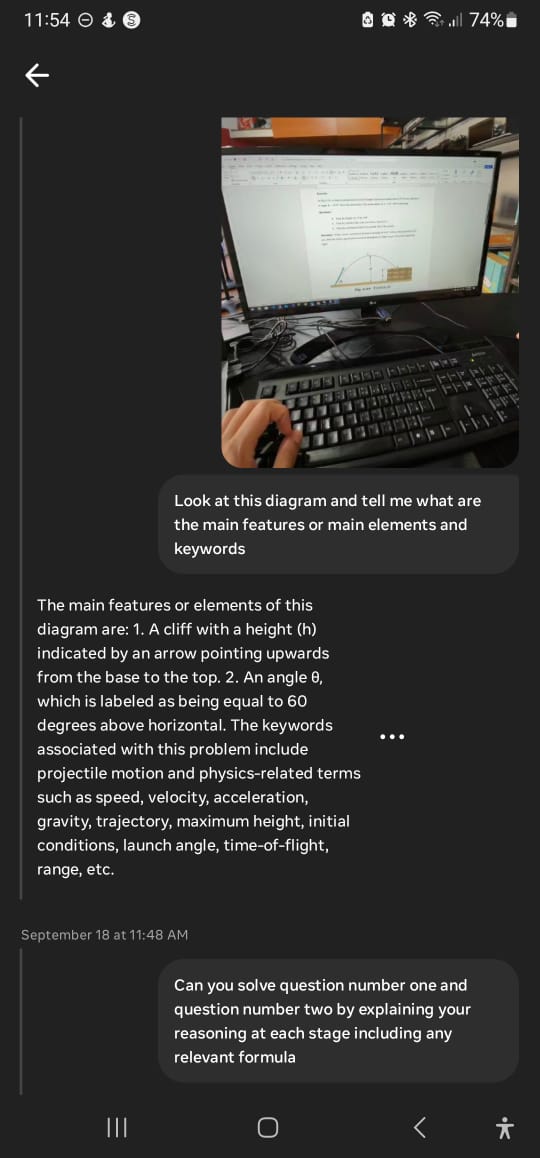 11:54
74%
Look at this diagram and tell me what are
the main features or main elements and
keywords
The main features or elements of this
diagram are: 1. A cliff with a height (h)
indicated by an arrow pointing upwards
from the base to the top. 2. An angle θ,
which is labeled as being equal to 60
degrees above horizontal. The keywords
associated with this problem include
projectile motion and physics-related terms
such as speed, velocity, acceleration,
gravity, trajectory, maximum height, initial
conditions, launch angle, time-of-flight,
range, etc.
September 18 at 11:48 AM
Can you solve question number one and
question number two by explaining your
reasoning at each stage including any
relevant formula